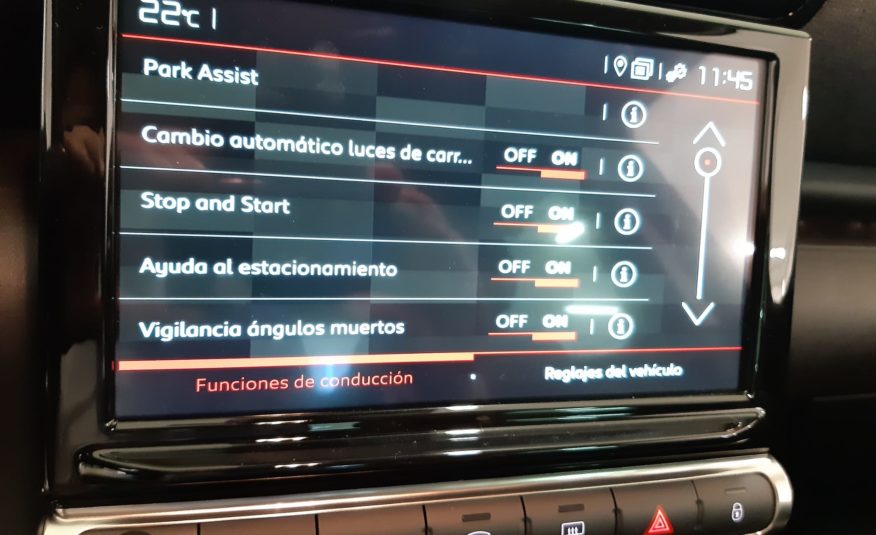 22°C
11:45
Park Assist
Cambio automático luces de carr... OFF ON
Stop and Start OFF ON
Ayuda al estacionamiento OFF ON
Vigilancia ángulos muertos OFF ON
Funciones de conducción
Reglajes del vehículo